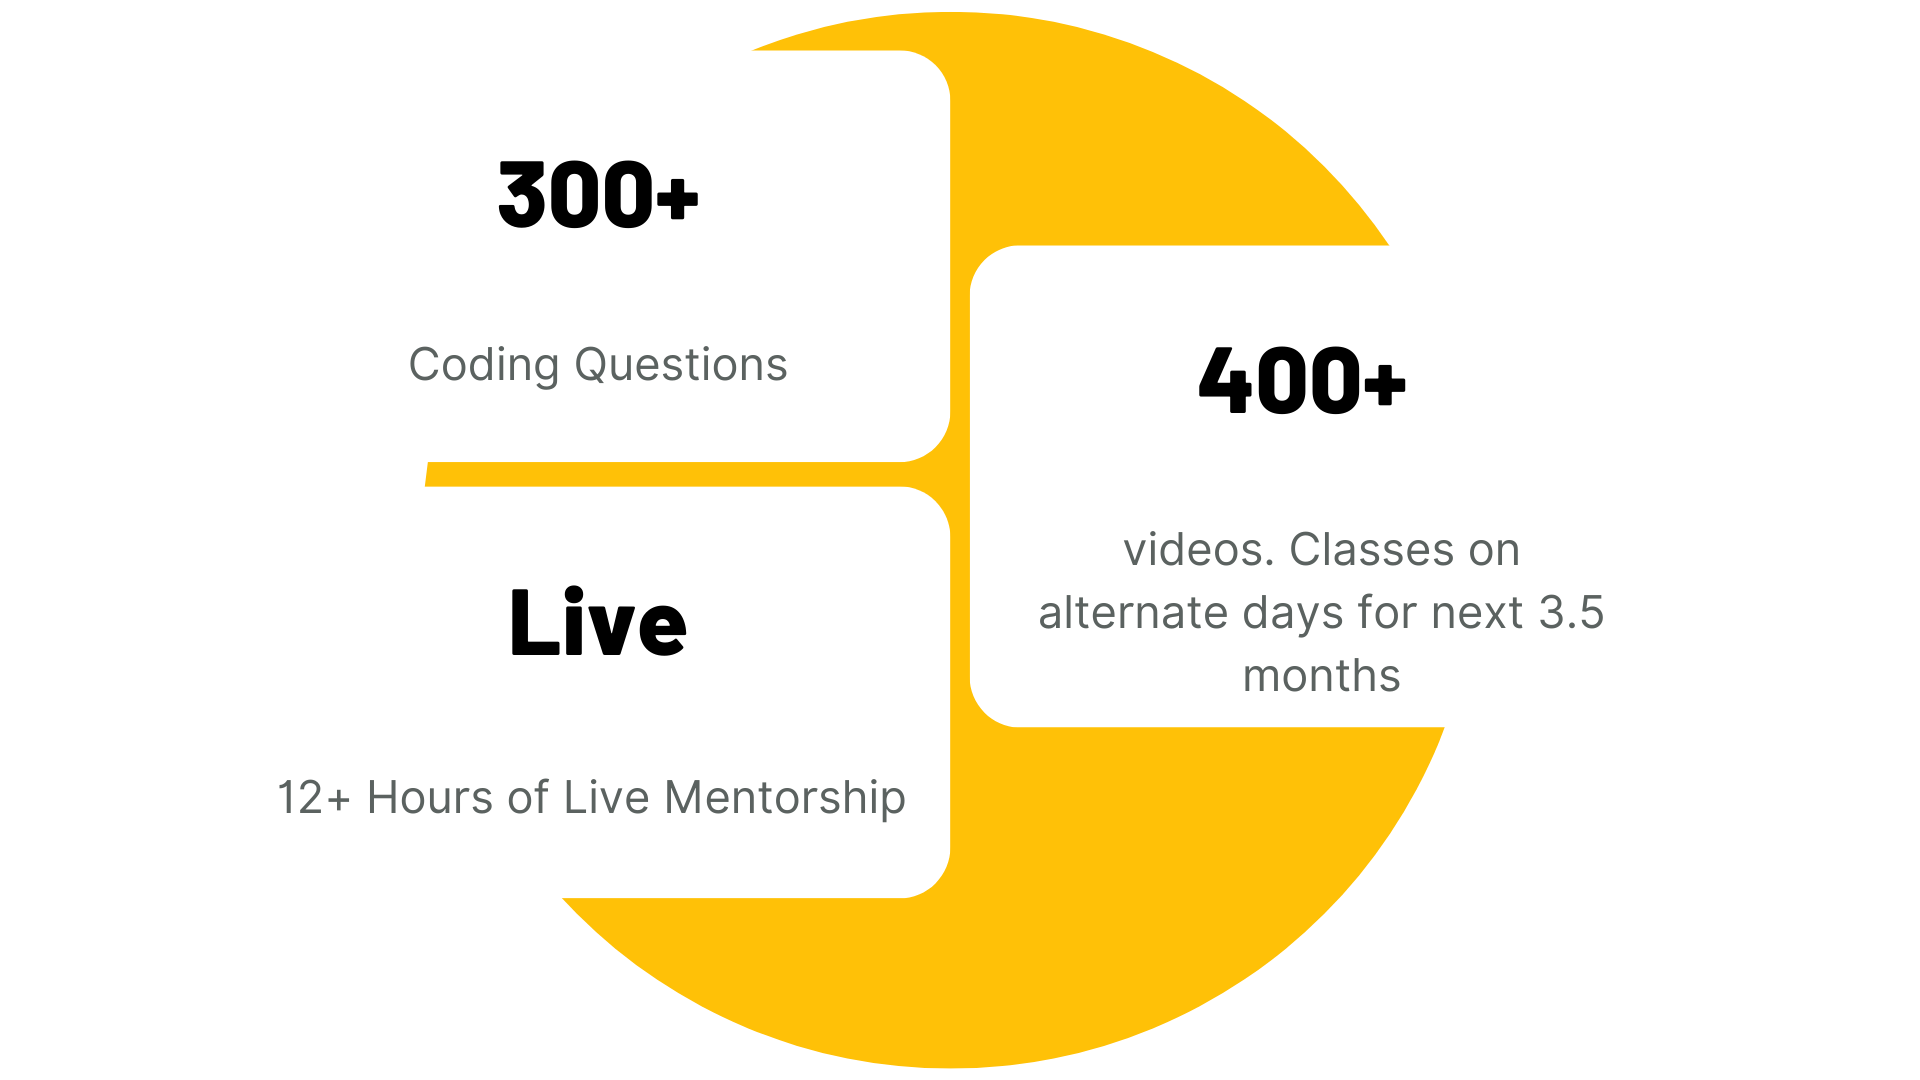 300+
Coding Questions
Live
12+ Hours of Live Mentorship
400+
videos. Classes on
alternate days for next 3.5
months